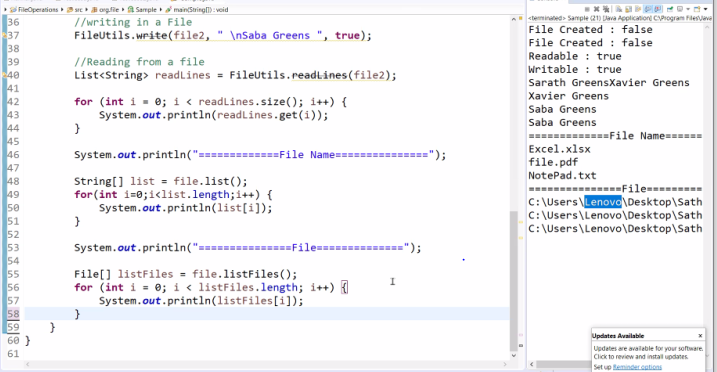 FileOperations src org.file Sample main(String[]) : void
36 //writing in a File
37 FileUtils.write(file2, " \nSaba Greens ", true);
38
39 //Reading from a file
40 List<String> readLines = FileUtils.readLines(file2);
41
42 for (int i = 0; i < readLines.size(); i++) {
43 System.out.println(readLines.get(i));
44 }
45
46 System.out.println("=============File Name===============");
47
48 String[] list = file.list();
49 for(int i=0;i<list.length;i++) {
50 System.out.println(list[i]);
51 }
52
53 System.out.println("===============File==============");
54
55 File[] listFiles = file.listFiles();
56 for (int i = 0; i < listFiles.length; i++) {
57 System.out.println(listFiles[i]);
58 }
59 }
60 }
61
<terminated> Sample (21) [Java Application] C:\Program Files\Java
File Created : false
File Created : false
Readable : true
Writable : true
Sarath GreensXavier Greens
Xavier Greens
Saba Greens
Saba Greens
=============File Name======
Excel.xlsx
file.pdf
NotePad.txt
===============File=========
C:\Users\Lenovo\Desktop\Sath
C:\Users\Lenovo\Desktop\Sath
C:\Users\Lenovo\Desktop\Sath
Updates Available x
Updates are available for your software.
Click to review and install updates.
Set up Reminder options